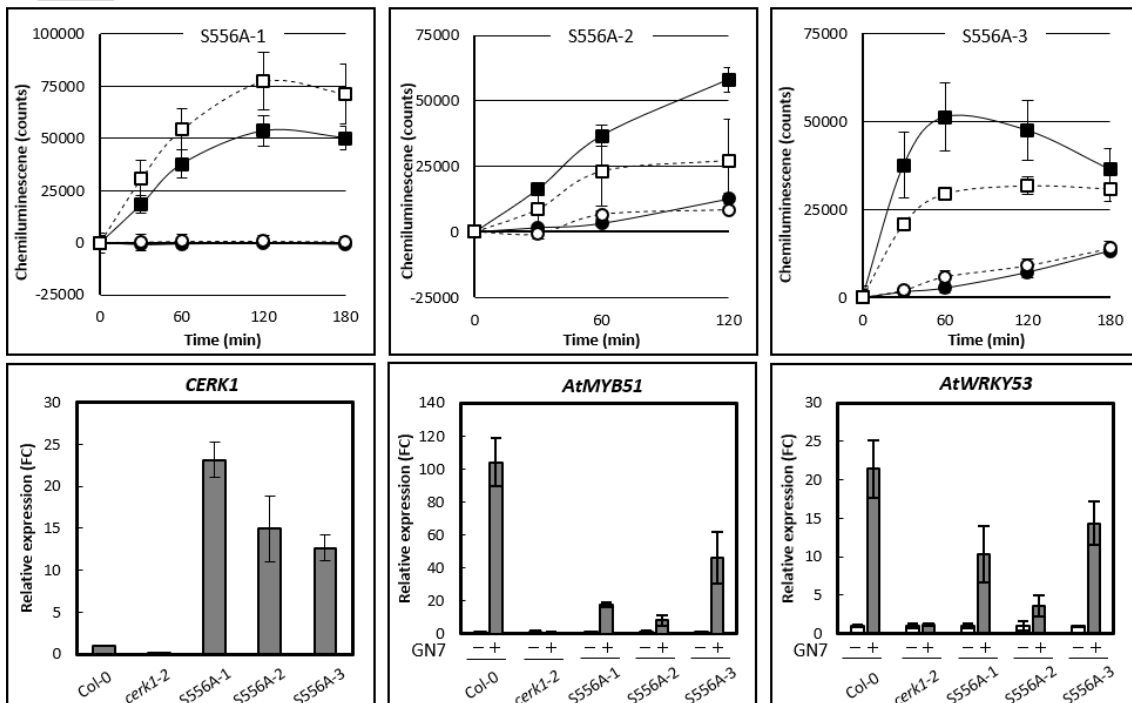 S556A-1
100000
75000
50000
25000
0
-25000
Chemiluminescene (counts)
0 60 120 180
Time (min)
S556A-2
75000
50000
25000
0
-25000
Chemiluminescene (counts)
0 60 120
Time (min)
S556A-3
75000
50000
25000
0
Chemiluminescene (counts)
0 60 120 180
Time (min)
CERK1
30
25
20
15
10
5
0
Relative expression (FC)
Col-0 cerk1-2 S556A-1 S556A-2 S556A-3
AtMYB51
140
120
100
80
60
40
20
0
Relative expression (FC)
GN7 − + − + − + − + − +
Col-0 cerk1-2 S556A-1 S556A-2 S556A-3
AtWRKY53
30
25
20
15
10
5
0
Relative expression (FC)
GN7 − + − + − + − + − +
Col-0 cerk1-2 S556A-1 S556A-2 S556A-3